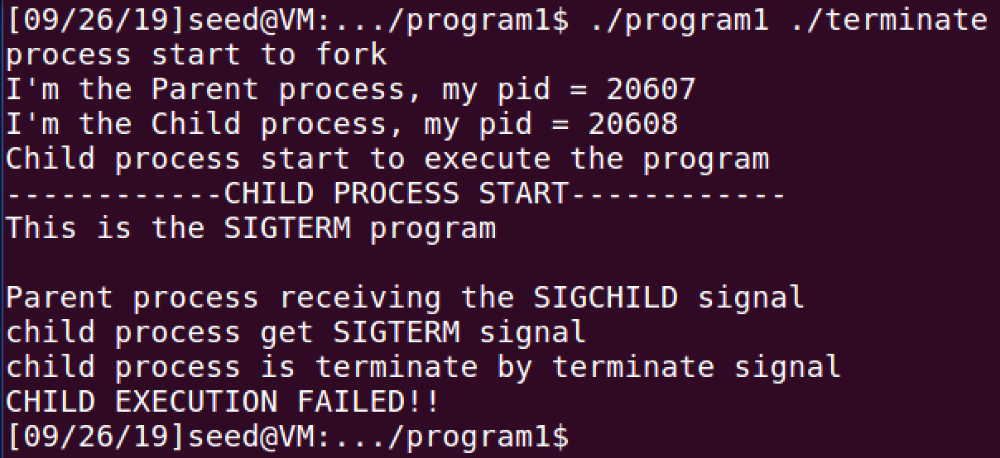 [09/26/19]seed@VM:.../program1$ ./program1 ./terminate
process start to fork
I'm the Parent process, my pid = 20607
I'm the Child process, my pid = 20608
Child process start to execute the program
------------CHILD PROCESS START------------
This is the SIGTERM program
Parent process receiving the SIGCHILD signal
child process get SIGTERM signal
child process is terminate by terminate signal
CHILD EXECUTION FAILED!!
[09/26/19]seed@VM:.../program1$